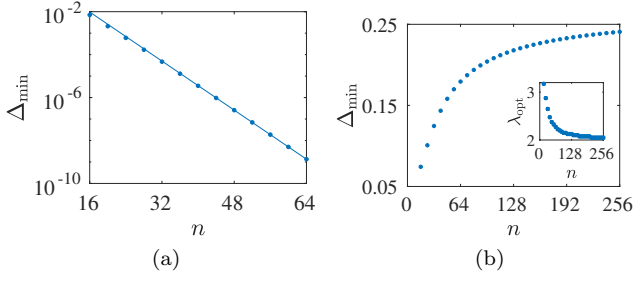 10⁻²
10⁻⁶
10⁻¹⁰
Δ_min
16 32 48 64
n
(a)
0.25
0.15
0.05
Δ_min
0 64 128 192 256
n
3
2
λ_opt
0 128 256
n
(b)